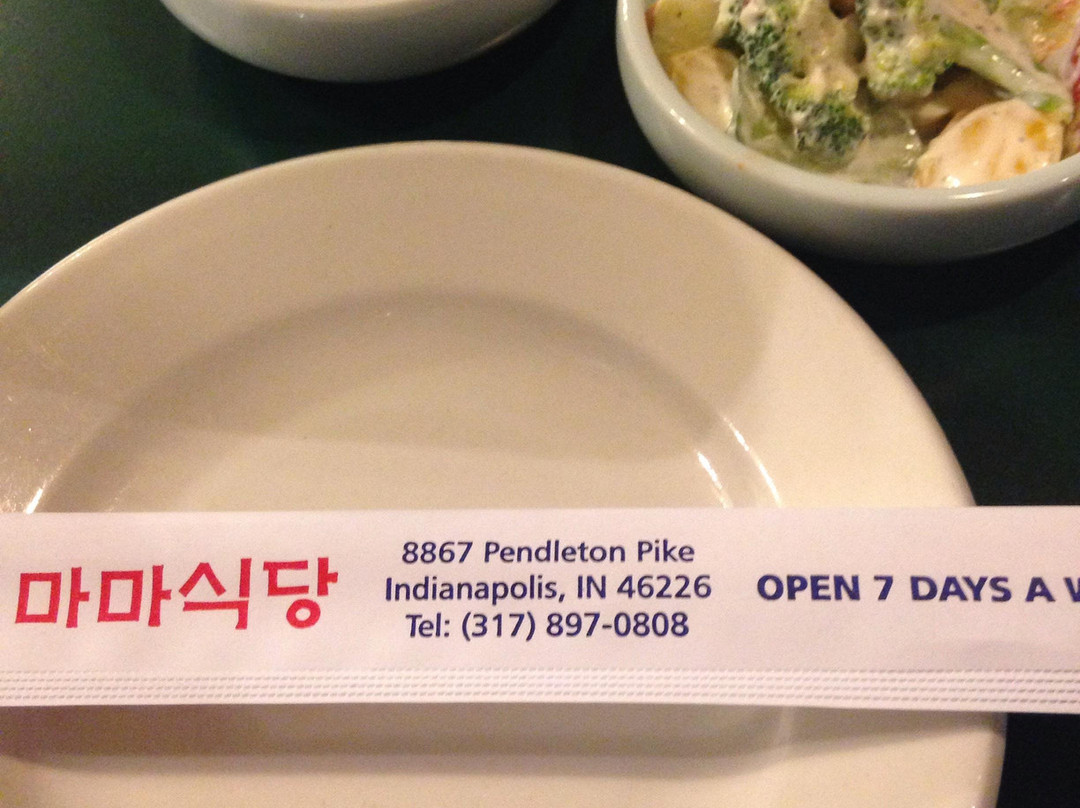 마마식당
8867 Pendleton Pike
Indianapolis, IN 46226
Tel: (317) 897-0808
OPEN 7 DAYS A